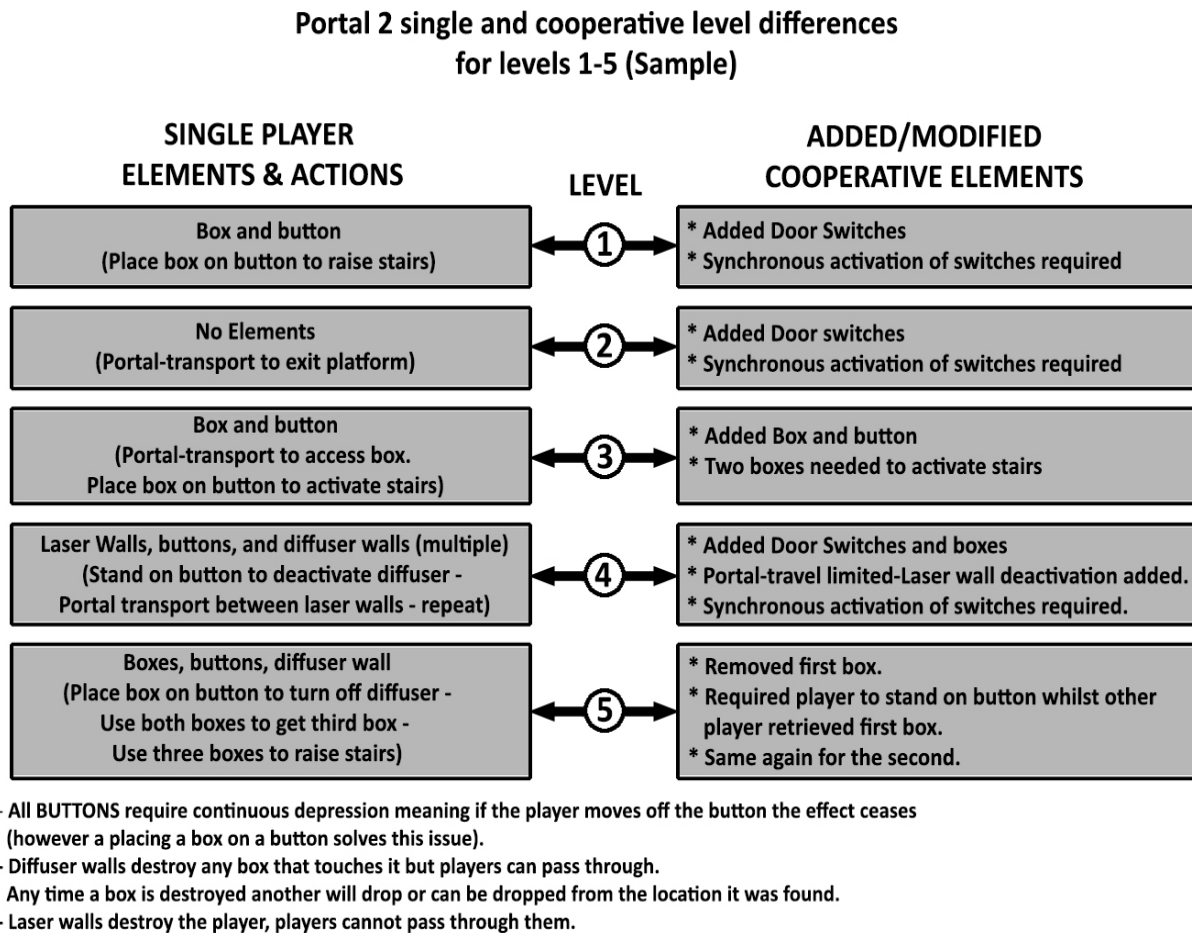 Portal 2 single and cooperative level differences
for levels 1-5 (Sample)
SINGLE PLAYER
ELEMENTS & ACTIONS
LEVEL
ADDED/MODIFIED
COOPERATIVE ELEMENTS
Box and button
(Place box on button to raise stairs)
1
* Added Door Switches
* Synchronous activation of switches required
No Elements
(Portal-transport to exit platform)
2
* Added Door switches
* Synchronous activation of switches required
Box and button
(Portal-transport to access box.
Place box on button to activate stairs)
3
* Added Box and button
* Two boxes needed to activate stairs
Laser Walls, buttons, and diffuser walls (multiple)
(Stand on button to deactivate diffuser -
Portal transport between laser walls - repeat)
4
* Added Door Switches and boxes
* Portal-travel limited-Laser wall deactivation added.
* Synchronous activation of switches required.
Boxes, buttons, diffuser wall
(Place box on button to turn off diffuser -
Use both boxes to get third box -
Use three boxes to raise stairs)
5
* Removed first box.
* Required player to stand on button whilst other
player retrieved first box.
* Same again for the second.
- All BUTTONS require continuous depression meaning if the player moves off the button the effect ceases
(however a placing a box on a button solves this issue).
- Diffuser walls destroy any box that touches it but players can pass through.
Any time a box is destroyed another will drop or can be dropped from the location it was found.
- Laser walls destroy the player, players cannot pass through them.